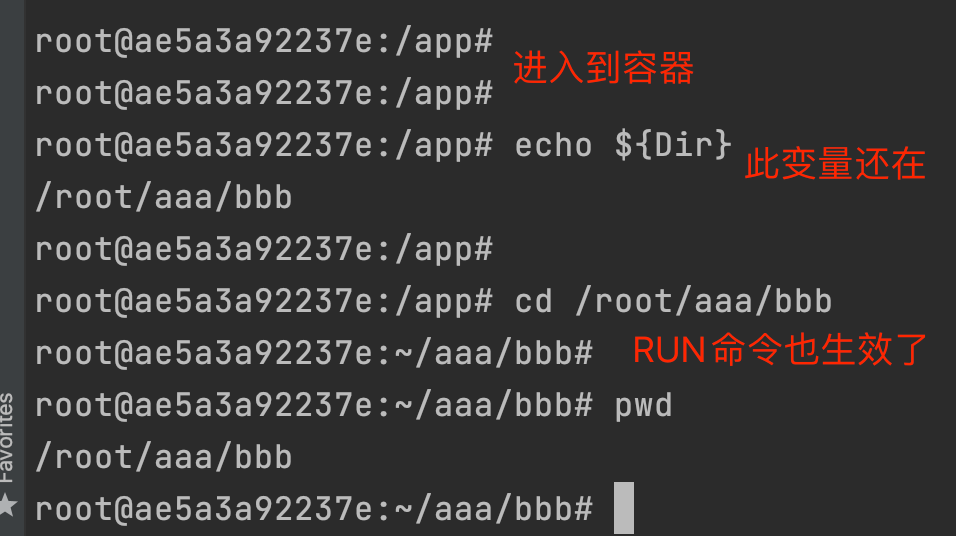 root@ae5a3a92237e:/app#
进入到容器
root@ae5a3a92237e:/app#
root@ae5a3a92237e:/app# echo ${Dir}
此变量还在
/root/aaa/bbb
root@ae5a3a92237e:/app#
root@ae5a3a92237e:/app# cd /root/aaa/bbb
root@ae5a3a92237e:~/aaa/bbb#
RUN命令也生效了
root@ae5a3a92237e:~/aaa/bbb# pwd
/root/aaa/bbb
root@ae5a3a92237e:~/aaa/bbb#
Favorites